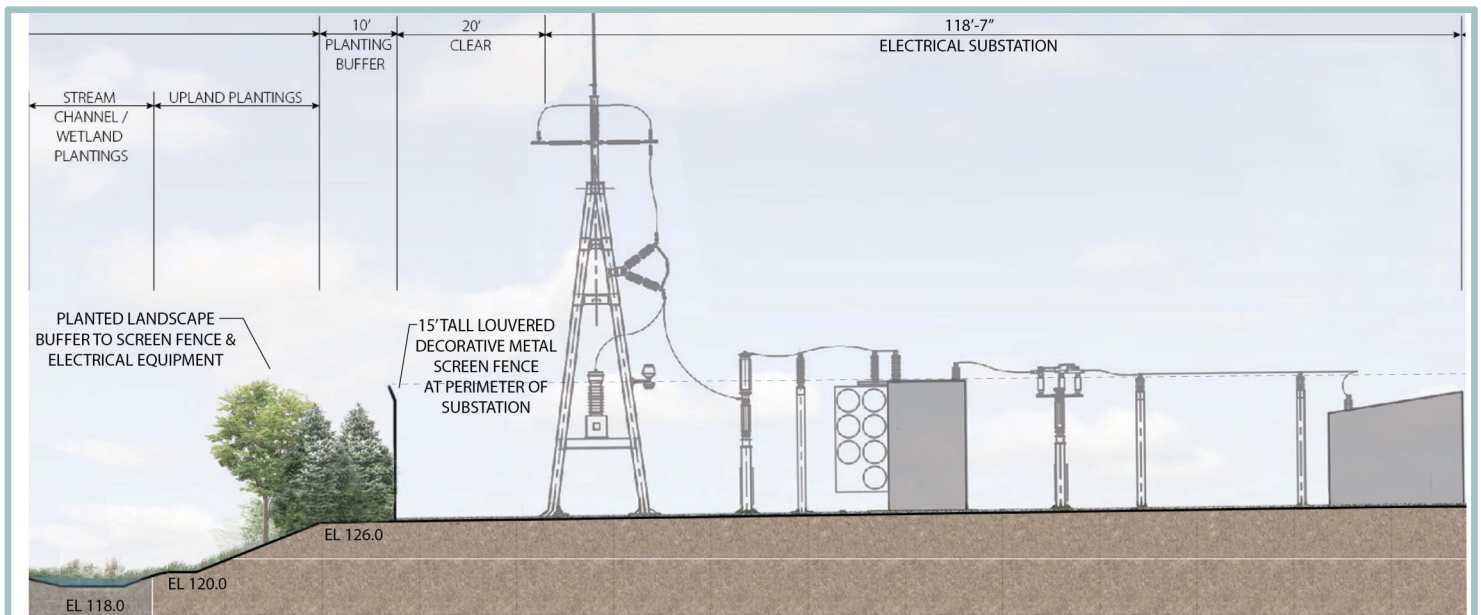 10'
PLANTING
BUFFER
20'
CLEAR
118'-7"
ELECTRICAL SUBSTATION
STREAM
CHANNEL /
WETLAND
PLANTINGS
UPLAND PLANTINGS
PLANTED LANDSCAPE
BUFFER TO SCREEN FENCE &
ELECTRICAL EQUIPMENT
15' TALL LOUVERED
DECORATIVE METAL
SCREEN FENCE
AT PERIMETER OF
SUBSTATION
EL 126.0
EL 120.0
EL 118.0